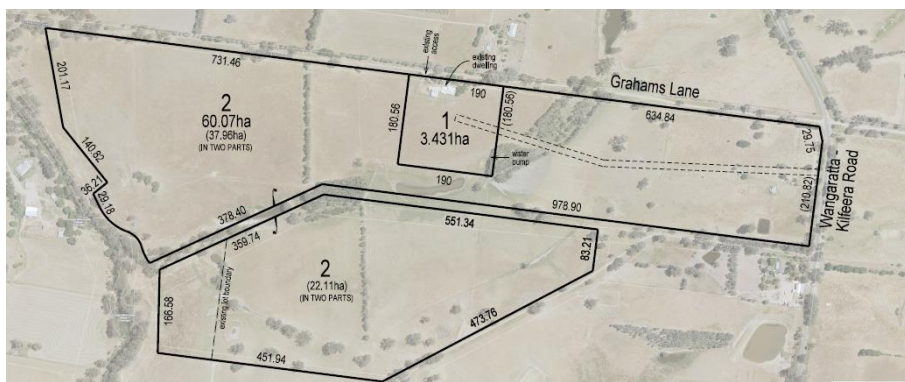 731.46
existing
access
existing
dwelling
190
Grahams Lane
634.84
29.75
201.17
2
60.07ha
(37.96ha)
(IN TWO PARTS)
180.56
1
3.431ha
(180.56)
water
pump
190
140.82
36.21
29.18
378.40
978.90
(210.82)
Wangaratta -
Kilfeera Road
359.74
551.34
83.21
2
(22.11ha)
(IN TWO PARTS)
166.58
existing lot boundary
473.76
451.94